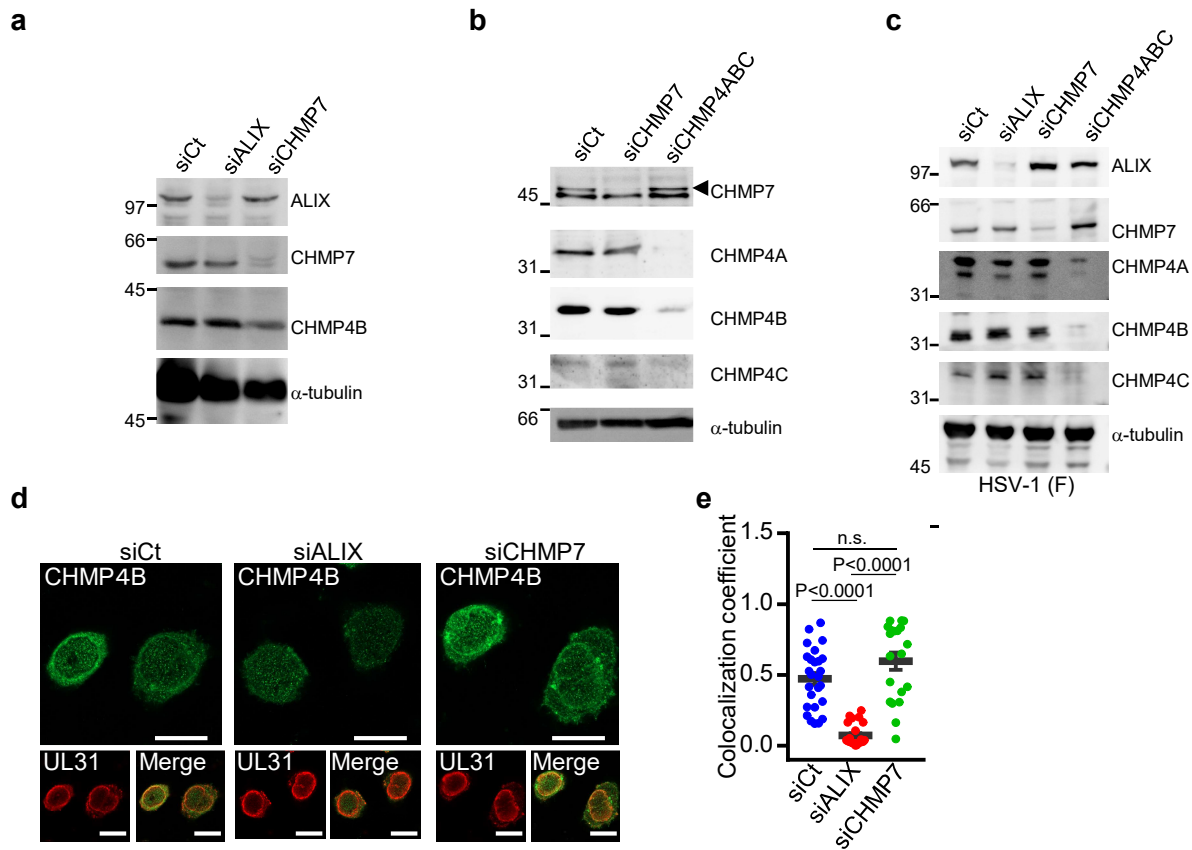 a
siCt
siALIX
siCHMP7
97
ALIX
66
CHMP7
45
CHMP4B
α-tubulin
45
b
siCt
siCHMP7
siCHMP4ABC
45
CHMP7
CHMP4A
31
CHMP4B
31
CHMP4C
31
66
α-tubulin
c
siCt
siALIX
siCHMP7
siCHMP4ABC
97
ALIX
66
CHMP7
CHMP4A
31
CHMP4B
31
CHMP4C
31
α-tubulin
45
HSV-1 (F)
d
siCt
siALIX
siCHMP7
CHMP4B
CHMP4B
CHMP4B
UL31
Merge
UL31
Merge
UL31
Merge
e
Colocalization coefficient
1.5
1.0
0.5
0.0
n.s.
P<0.0001
P<0.0001
siCt
siALIX
siCHMP7